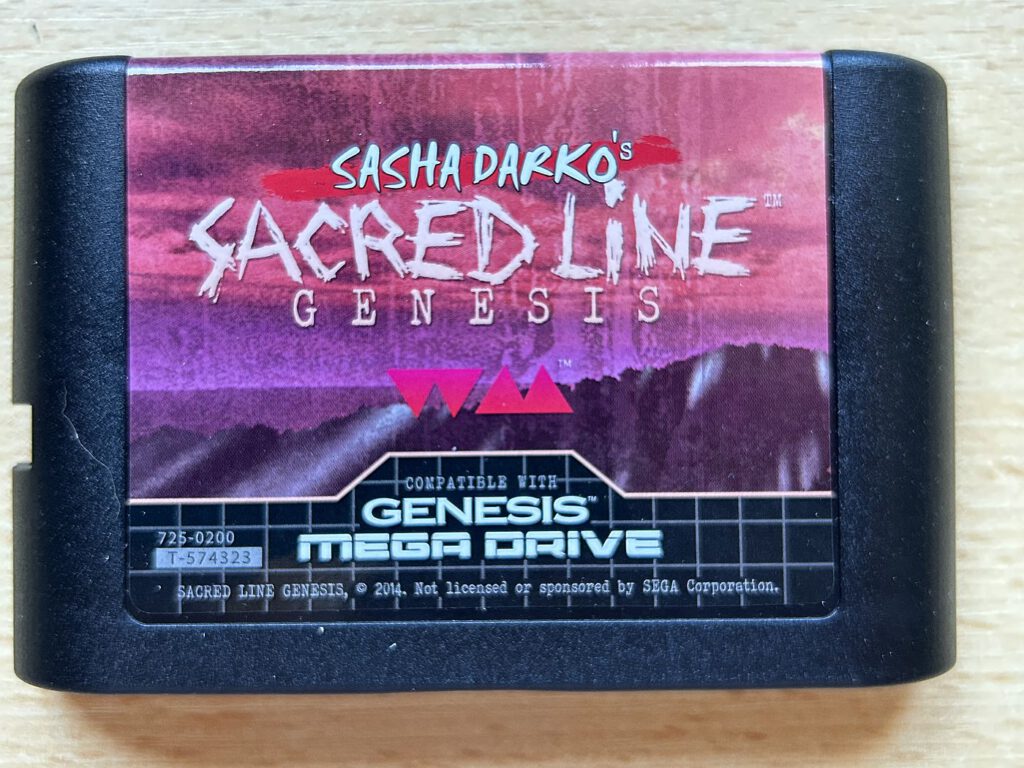 SASHA DARKO's
SACRED LiNE™
GENESIS
WM™
COMPATIBLE WITH
GENESIS™
MEGA DRIVE
725-0200
T-574323
SACRED LINE GENESIS, © 2014. Not licensed or sponsored by SEGA Corporation.